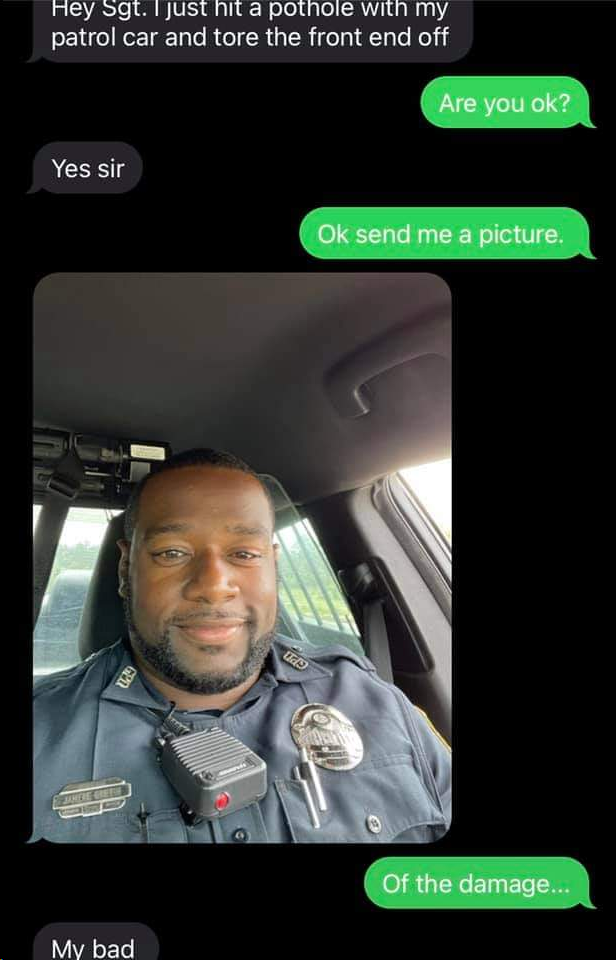 Hey Sgt. I just hit a pothole with my
patrol car and tore the front end off
Are you ok?
Yes sir
Ok send me a picture.
Of the damage...
My bad